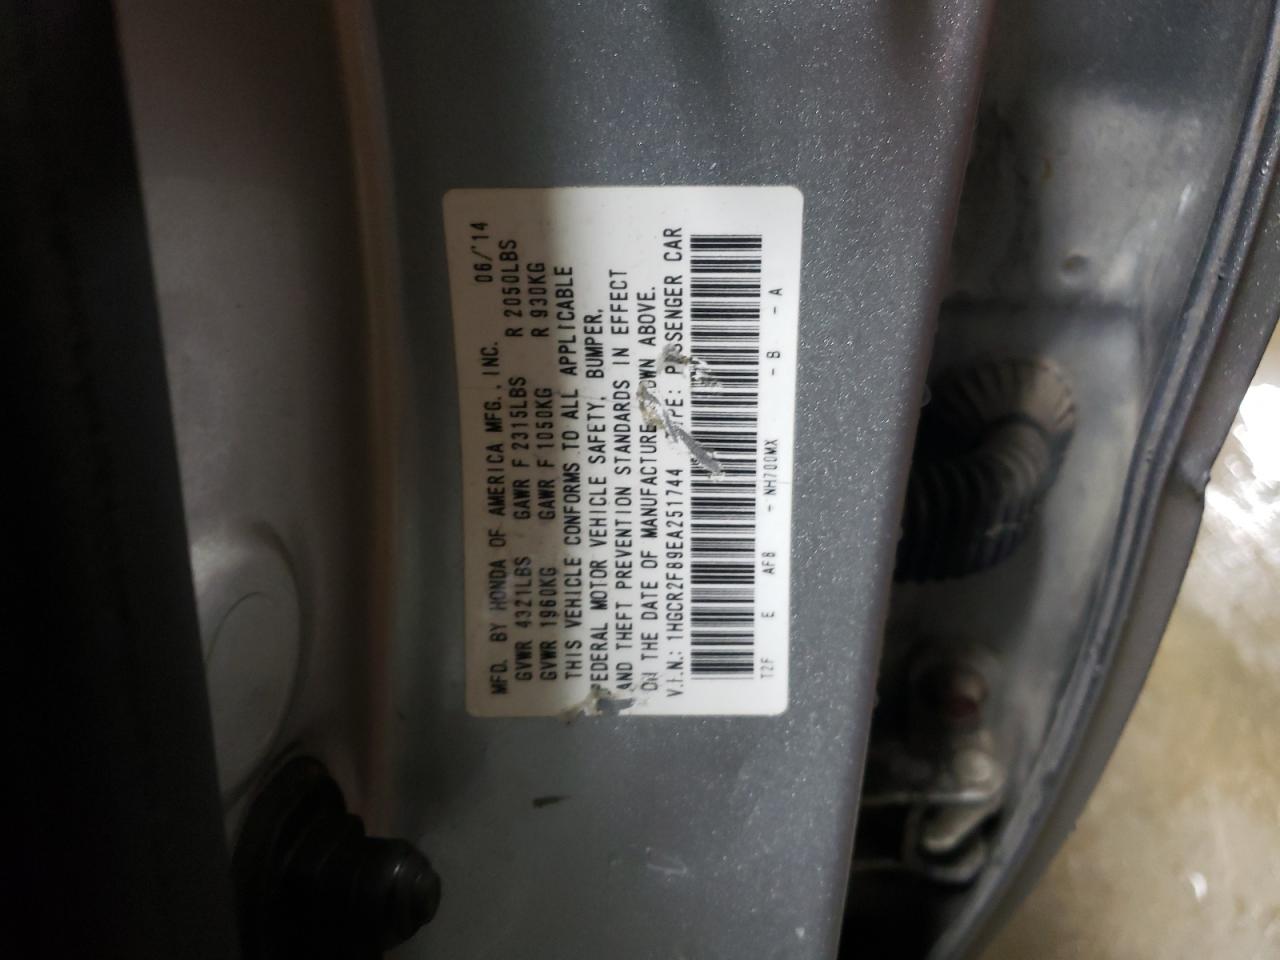 MFD. BY HONDA OF AMERICA MFG., INC. 06/'14
GVWR 4321LBS GAWR F 2315LBS R 2050LBS
GVWR 1960KG GAWR F 1050KG R 930KG
THIS VEHICLE CONFORMS TO ALL APPLICABLE
FEDERAL MOTOR VEHICLE SAFETY, BUMPER,
AND THEFT PREVENTION STANDARDS IN EFFECT
ON THE DATE OF MANUFACTURE OWN ABOVE.
V.I.N.: 1HGCR2F89EA251744 PE: PASSENGER CAR
T2F E AF8 - NH700MX - B - A